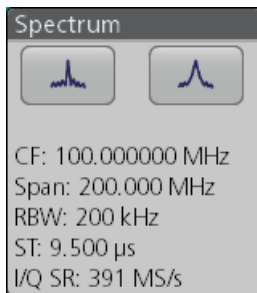 Spectrum
CF: 100.000000 MHz
Span: 200.000 MHz
RBW: 200 kHz
ST: 9.500 µs
I/Q SR: 391 MS/s